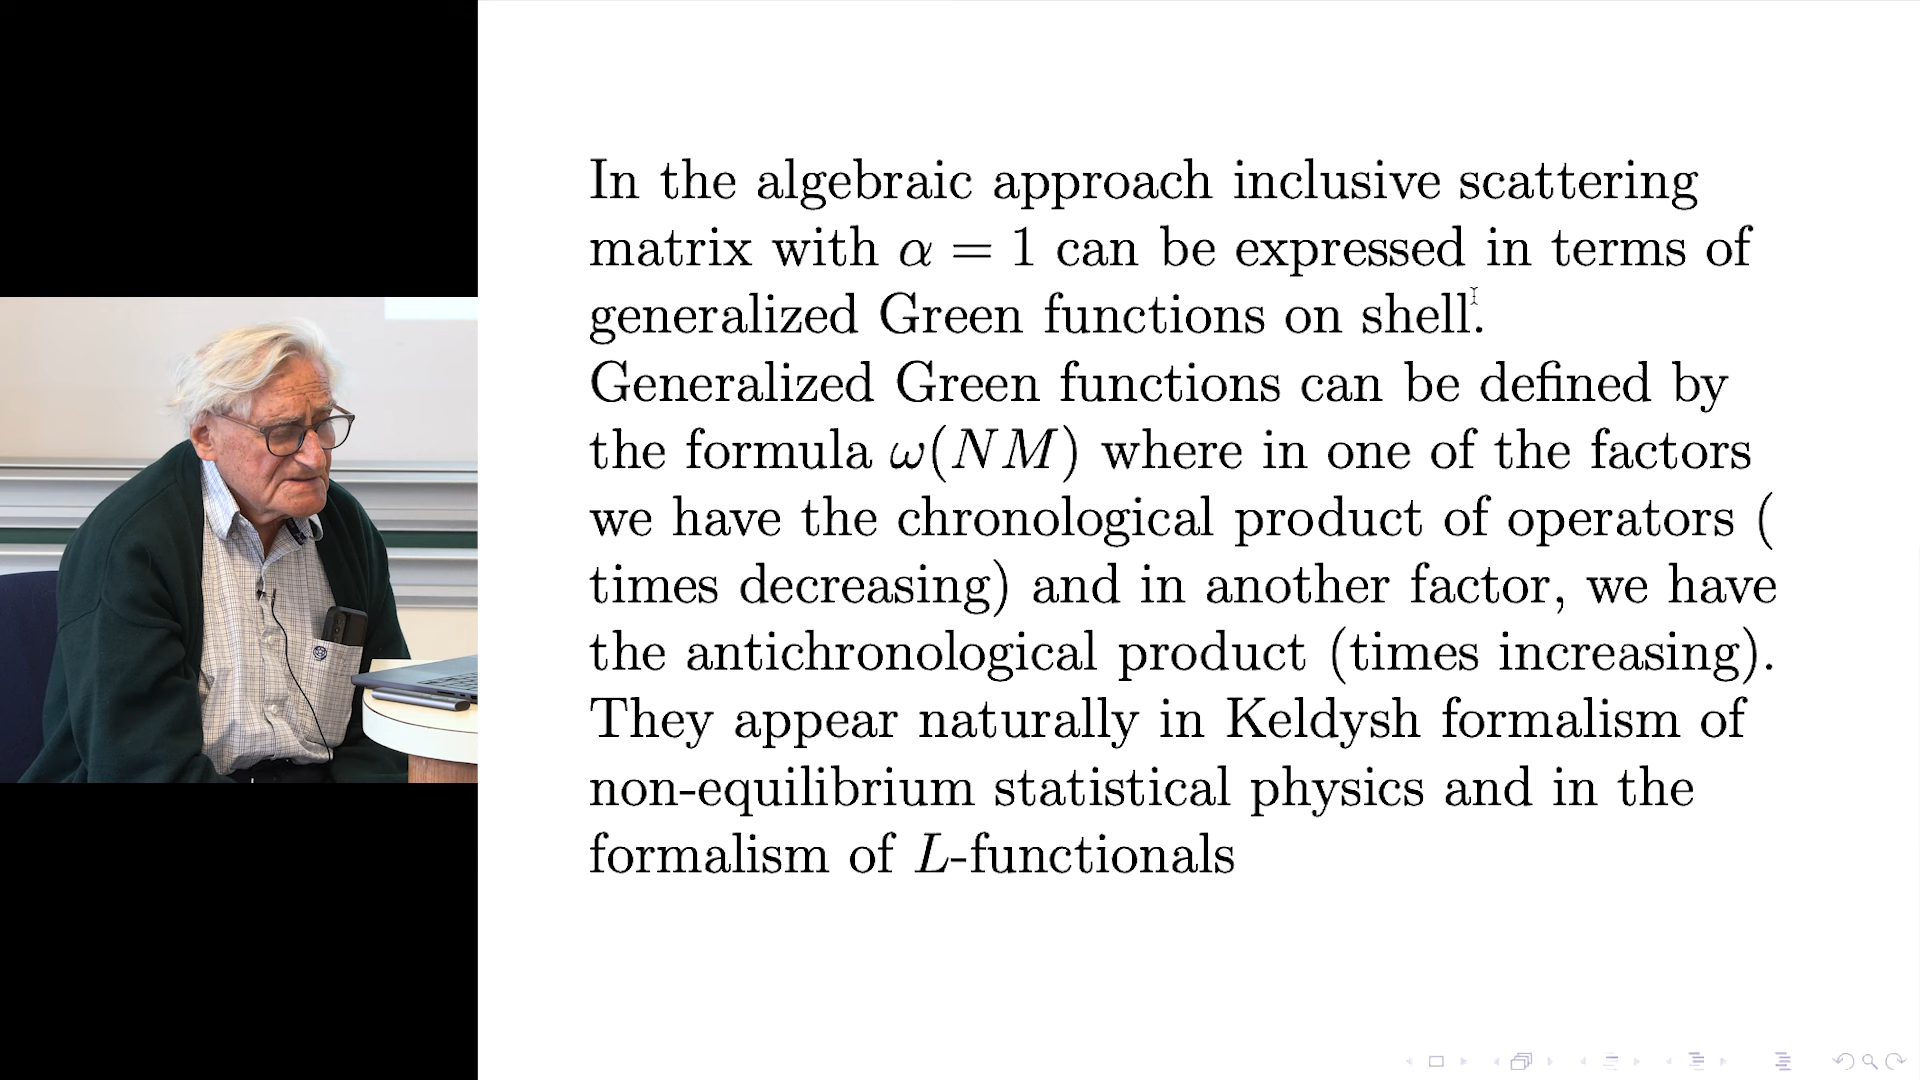 In the algebraic approach inclusive scattering
matrix with α = 1 can be expressed in terms of
generalized Green functions on shell.
Generalized Green functions can be defined by
the formula ω(NM) where in one of the factors
we have the chronological product of operators (
times decreasing) and in another factor, we have
the antichronological product (times increasing).
They appear naturally in Keldysh formalism of
non-equilibrium statistical physics and in the
formalism of L-functionals